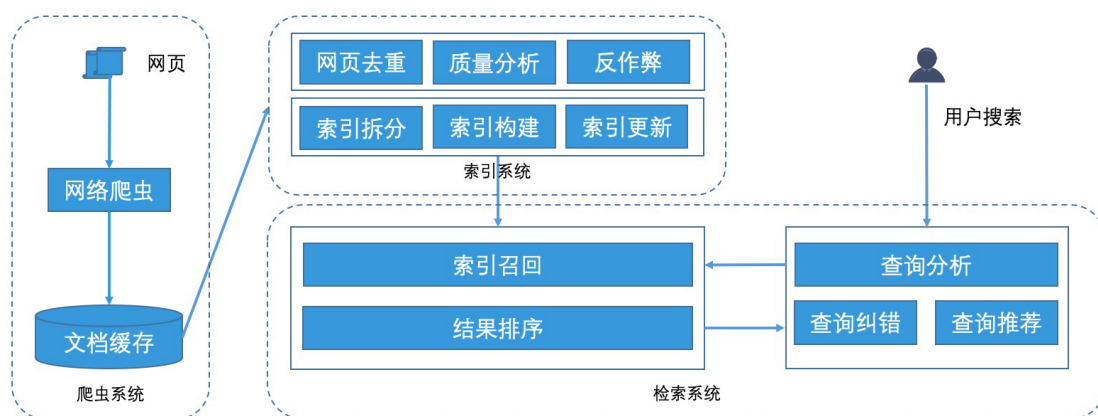 网页
网络爬虫
文档缓存
爬虫系统
网页去重
质量分析
反作弊
索引拆分
索引构建
索引更新
索引系统
用户搜索
索引召回
结果排序
查询分析
查询纠错
查询推荐
检索系统